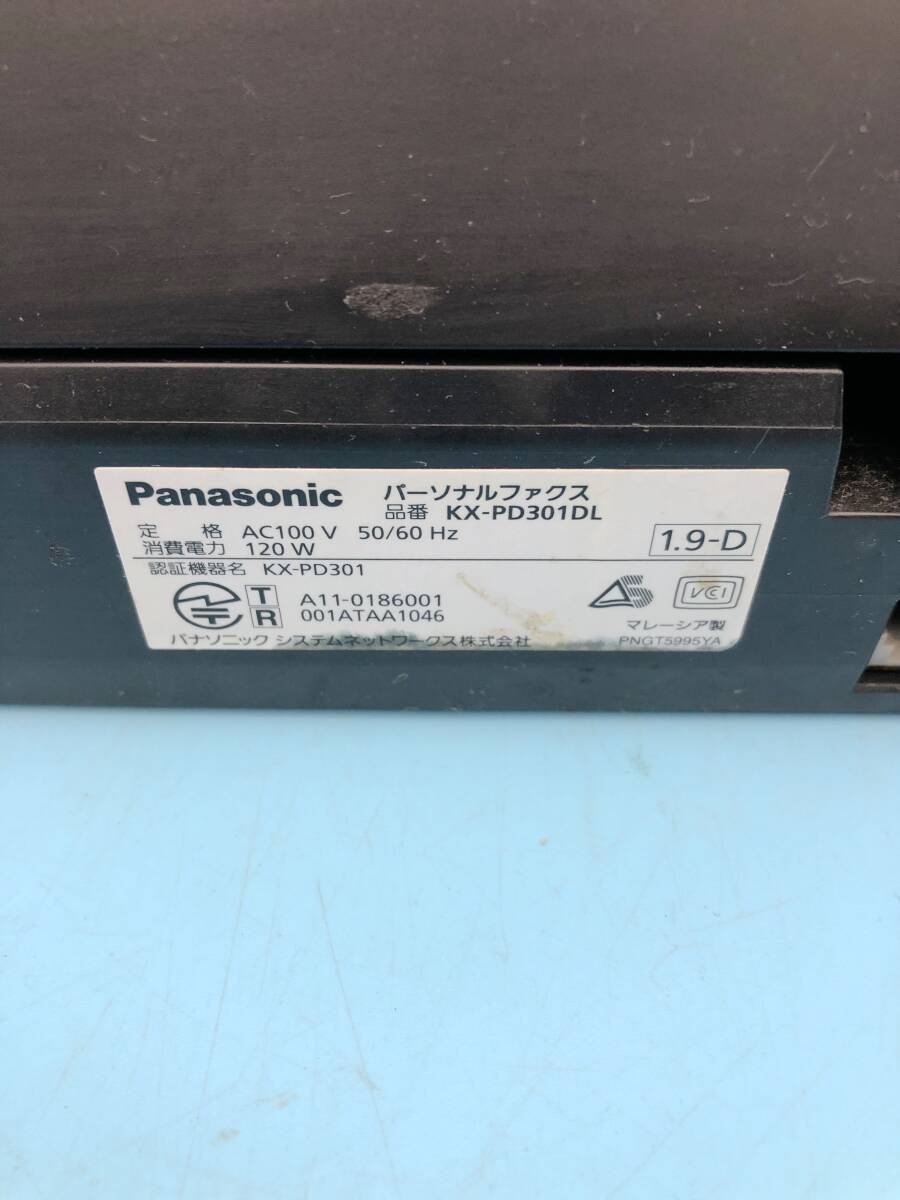 Panasonic パーソナルファクス
品番 KX-PD301DL
定 格 AC100 V 50/60 Hz
消費電力 120 W
1.9-D
認証機器名 KX-PD301
T A11-0186001
R 001ATAA1046
VCCI
マレーシア製
パナソニック システムネットワークス株式会社
PNGT5995YA